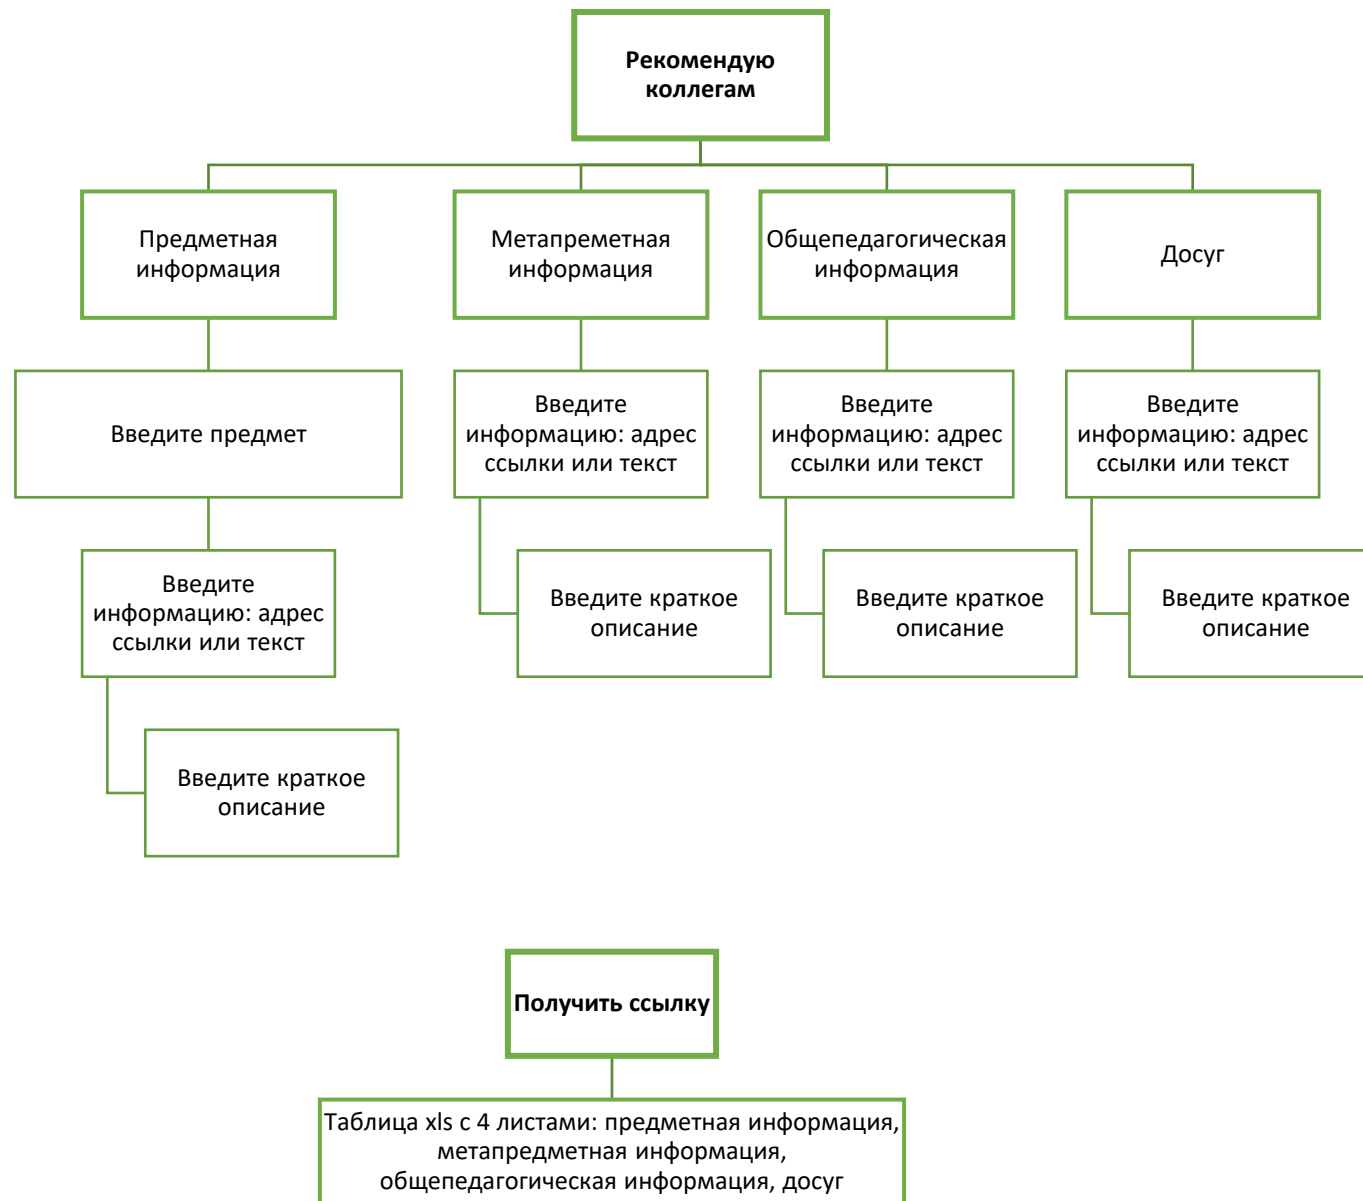 Рекомендую
коллегам
Предметная
информация
Метапреметная
информация
Общепедагогическая
информация
Досуг
Введите предмет
Введите
информацию: адрес
ссылки или текст
Введите
информацию: адрес
ссылки или текст
Введите
информацию: адрес
ссылки или текст
Введите
информацию: адрес
ссылки или текст
Введите краткое
описание
Введите краткое
описание
Введите краткое
описание
Введите краткое
описание
Получить ссылку
Таблица xls с 4 листами: предметная информация,
метапредметная информация,
общепедагогическая информация, досуг